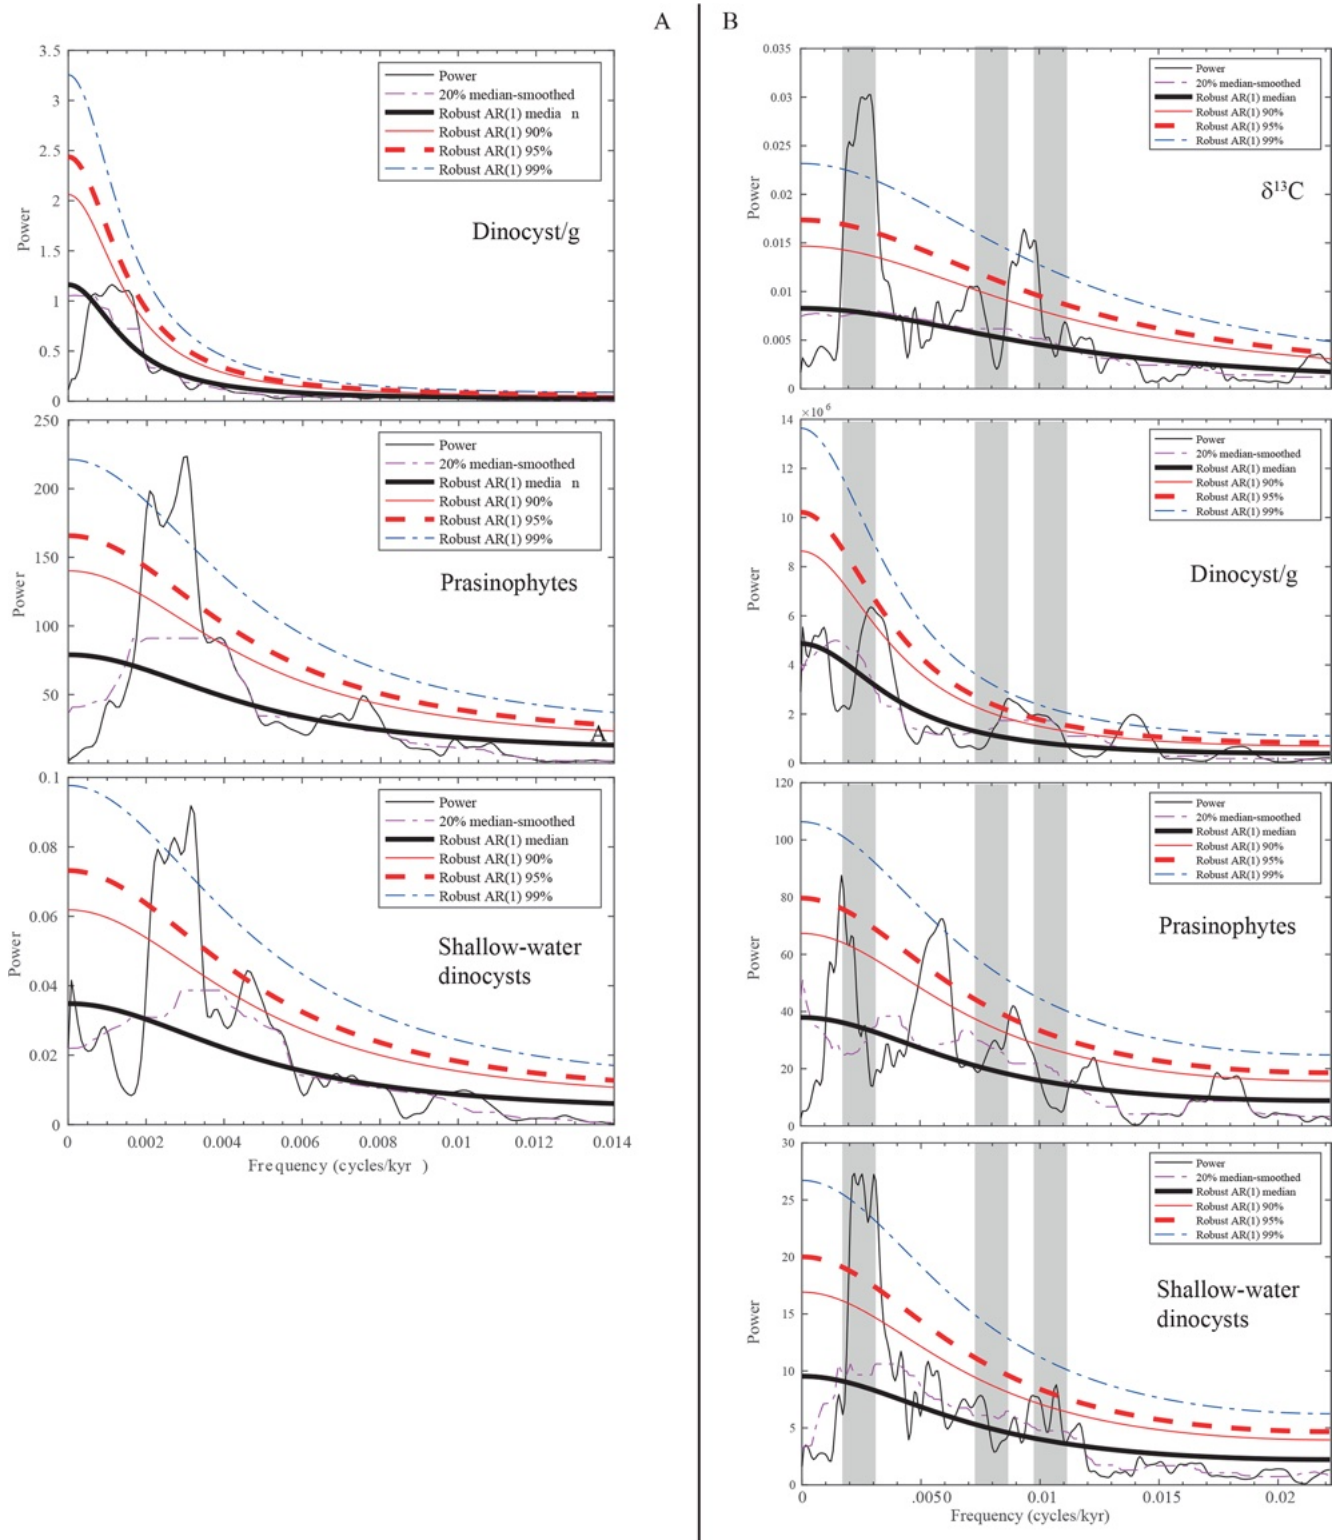 A
3.5
3
2.5
2
1.5
1
0.5
0
Power
Power
20% median-smoothed
Robust AR(1) media n
Robust AR(1) 90%
Robust AR(1) 95%
Robust AR(1) 99%
Dinocyst/g
250
200
150
100
50
Power
Power
20% median-smoothed
Robust AR(1) media n
Robust AR(1) 90%
Robust AR(1) 95%
Robust AR(1) 99%
Prasinophytes
0.1
0.08
0.06
0.04
0.02
0
Power
Power
20% median-smoothed
Robust AR(1) median
Robust AR(1) 90%
Robust AR(1) 95%
Robust AR(1) 99%
Shallow-water
dinocysts
0 0.002 0.004 0.006 0.008 0.01 0.012 0.014
Frequency (cycles/kyr )
B
0.035
0.03
0.025
0.02
0.015
0.01
0.005
0
Power
Power
20% median-smoothed
Robust AR(1) median
Robust AR(1) 90%
Robust AR(1) 95%
Robust AR(1) 99%
δ13C
14 ×10 6
12
10
8
6
4
2
0
Power
Power
20% median-smoothed
Robust AR(1) median
Robust AR(1) 90%
Robust AR(1) 95%
Robust AR(1) 99%
Dinocyst/g
120
100
80
60
40
20
0
Power
Power
20% median-smoothed
Robust AR(1) median
Robust AR(1) 90%
Robust AR(1) 95%
Robust AR(1) 99%
Prasinophytes
30
25
20
15
10
5
0
Power
Power
20% median-smoothed
Robust AR(1) median
Robust AR(1) 90%
Robust AR(1) 95%
Robust AR(1) 99%
Shallow-water
dinocysts
0 .0050 0.01 0.015 0.02
Frequency (cycles/kyr)